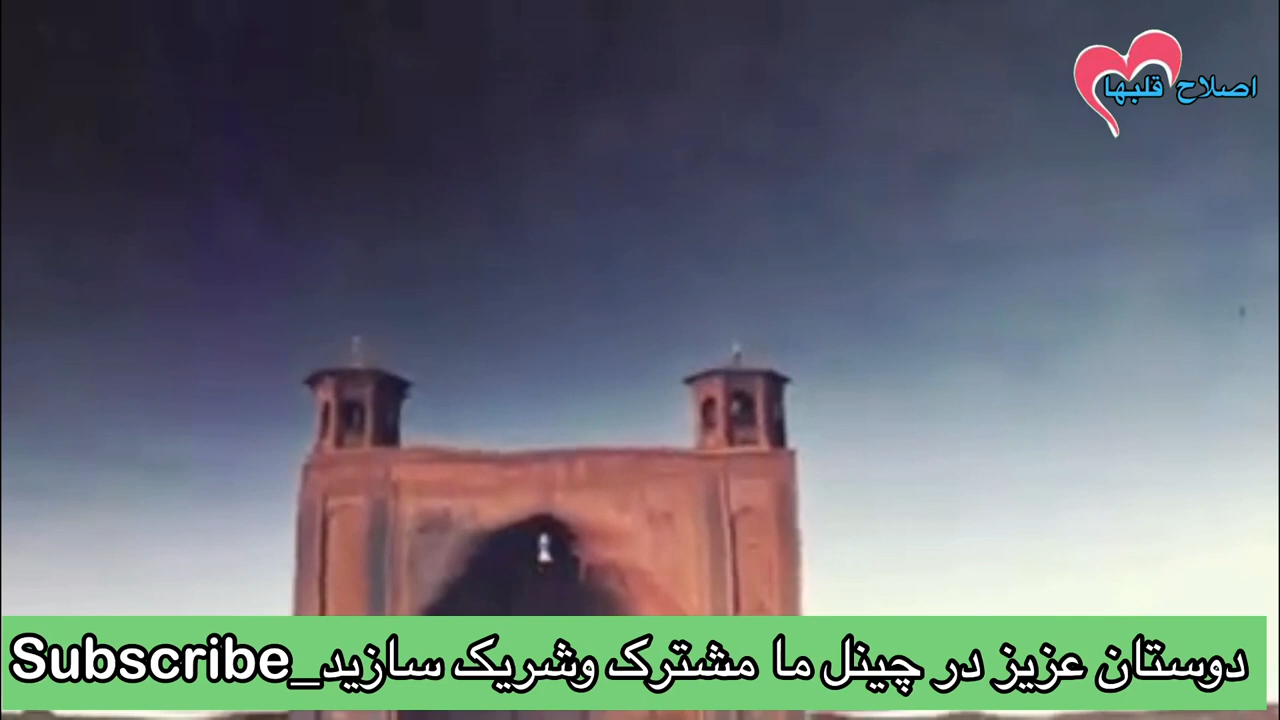 اصلاح قلبها
دوستان عزیز در چینل ما مشترک وشریک سازید_Subscribe